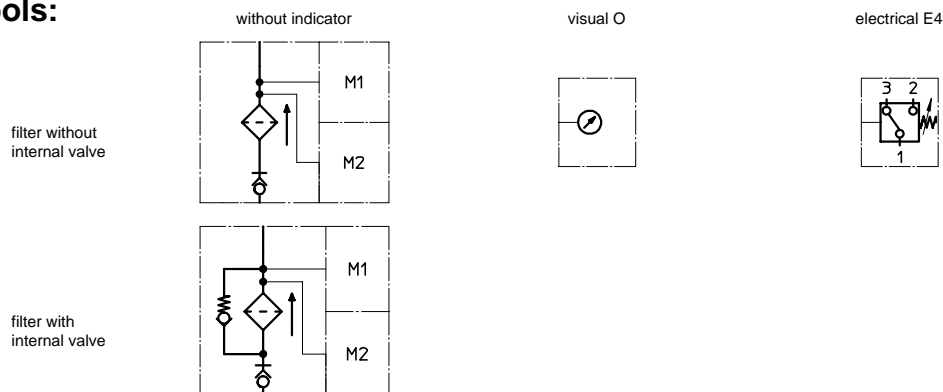 ols:
without indicator
visual O
electrical E4
filter without
internal valve
M1
M2
3 2
1
filter with
internal valve
M1
M2